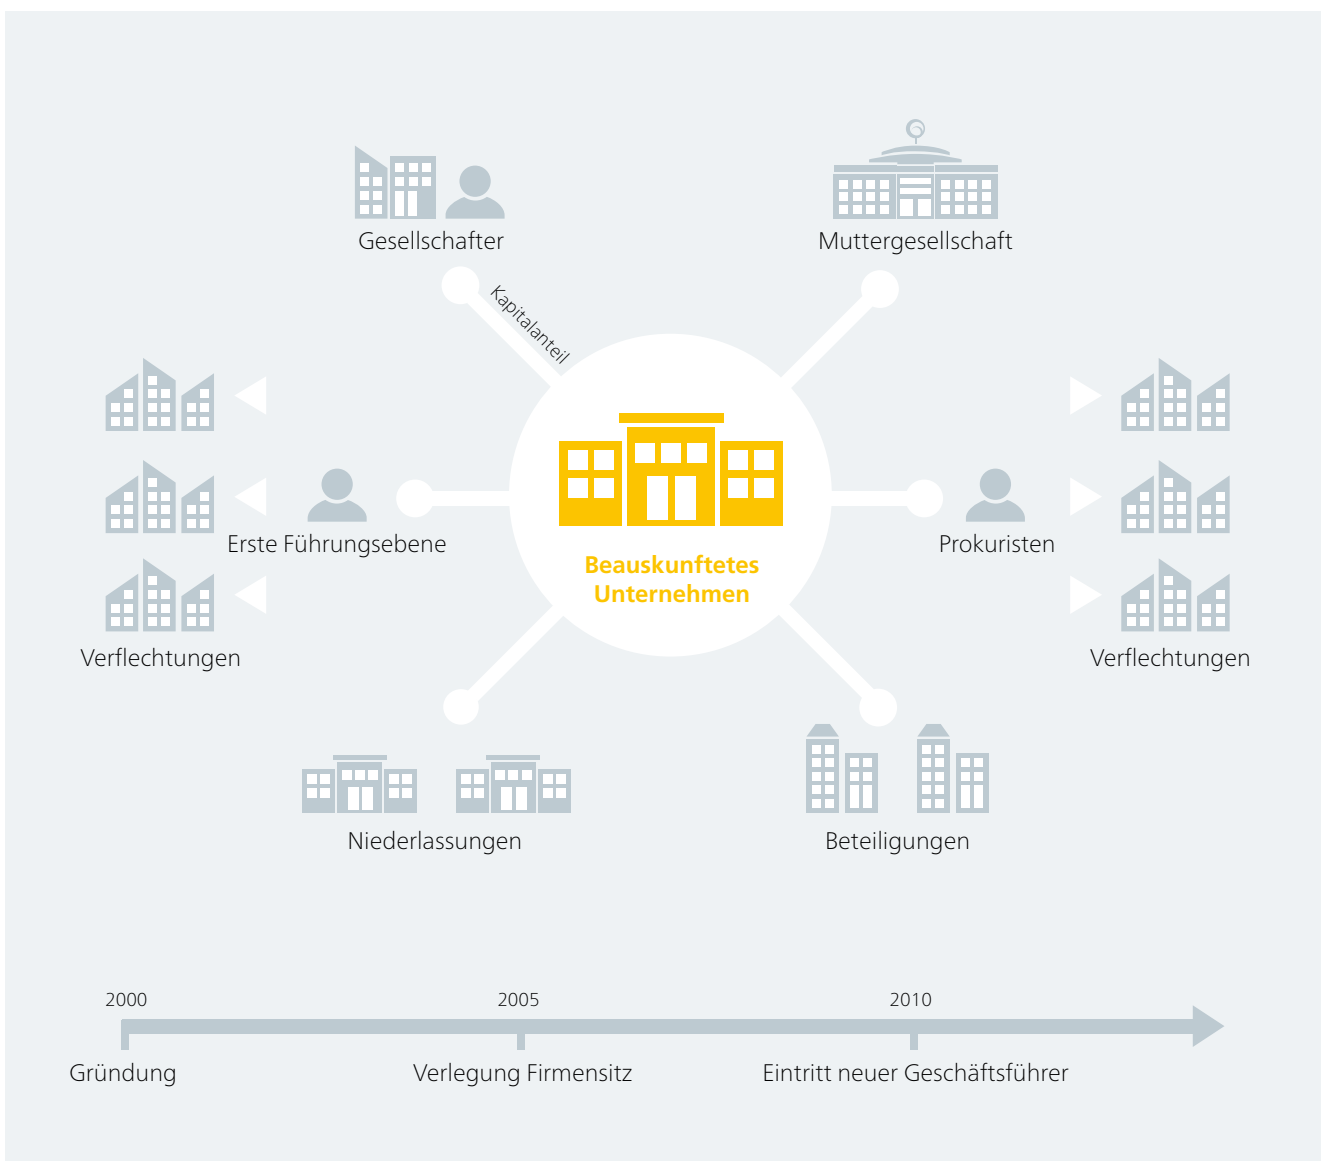 Gesellschafter
Muttergesellschaft
Kapitalanteil
Erste Führungsebene
Prokuristen
Beauskunftetes
Unternehmen
Verflechtungen
Verflechtungen
Niederlassungen
Beteiligungen
2000
2005
2010
Gründung
Verlegung Firmensitz
Eintritt neuer Geschäftsführer